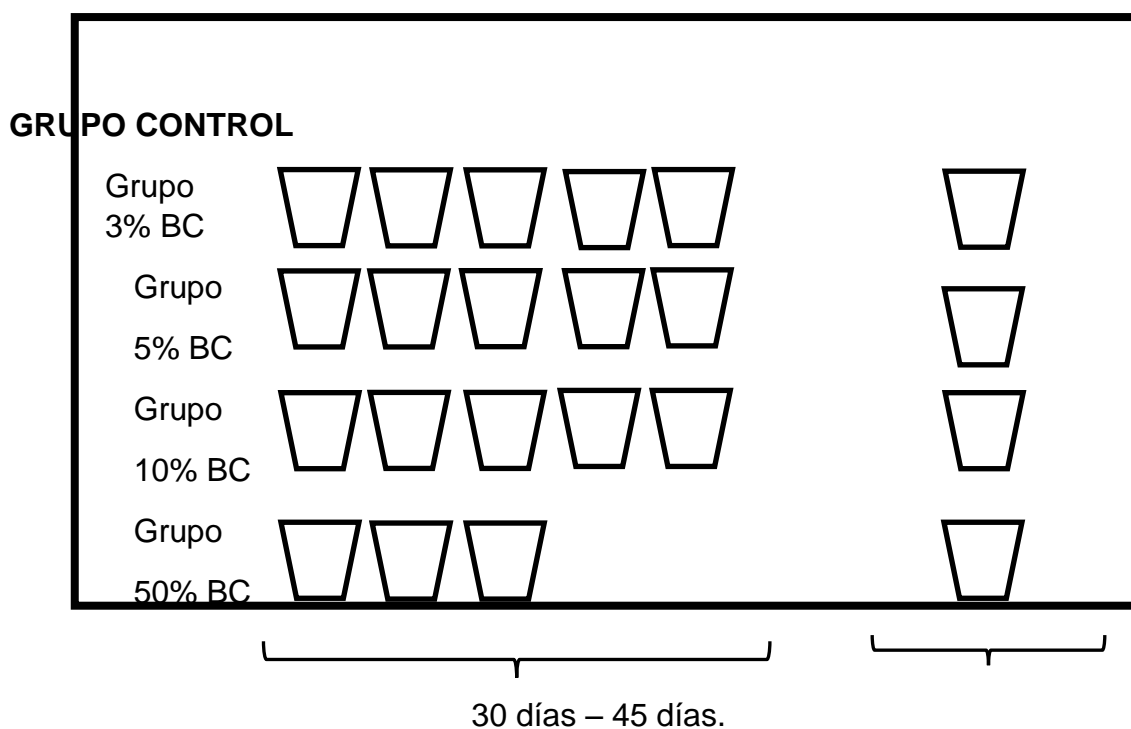 GRUPO CONTROL
Grupo
3% BC
Grupo
5% BC
Grupo
10% BC
Grupo
50% BC
30 días – 45 días.